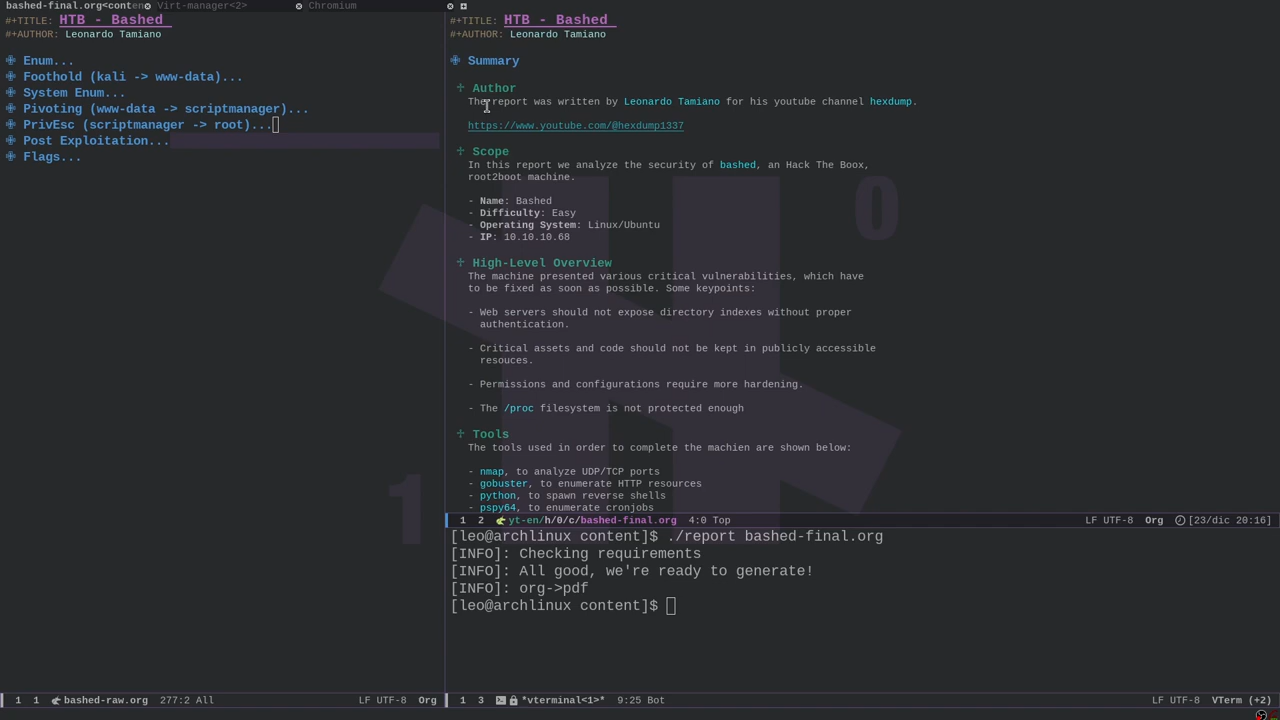 bashed-final.org<conten Virt-manager<2> Chromium
#+TITLE: HTB - Bashed
#+AUTHOR: Leonardo Tamiano
Enum...
Foothold (kali -> www-data)...
System Enum...
Pivoting (www-data -> scriptmanager)...
PrivEsc (scriptmanager -> root)...
Post Exploitation...
Flags...
1 1 bashed-raw.org 277:2 All LF UTF-8 Org
#+TITLE: HTB - Bashed
#+AUTHOR: Leonardo Tamiano
Summary
Author
The report was written by Leonardo Tamiano for his youtube channel hexdump.
https://www.youtube.com/@hexdump1337
Scope
In this report we analyze the security of bashed, an Hack The Boox,
root2boot machine.
- Name: Bashed
- Difficulty: Easy
- Operating System: Linux/Ubuntu
- IP: 10.10.10.68
High-Level Overview
The machine presented various critical vulnerabilities, which have
to be fixed as soon as possible. Some keypoints:
- Web servers should not expose directory indexes without proper
authentication.
- Critical assets and code should not be kept in publicly accessible
resouces.
- Permissions and configurations require more hardening.
- The /proc filesystem is not protected enough
Tools
The tools used in order to complete the machien are shown below:
- nmap, to analyze UDP/TCP ports
- gobuster, to enumerate HTTP resources
- python, to spawn reverse shells
- pspy64, to enumerate cronjobs
1 2 yt-en/h/0/c/bashed-final.org 4:0 Top LF UTF-8 Org [23/dic 20:16]
[leo@archlinux content]$ ./report bashed-final.org
[INFO]: Checking requirements
[INFO]: All good, we're ready to generate!
[INFO]: org->pdf
[leo@archlinux content]$
1 3 *vterminal<1>* 9:25 Bot LF UTF-8 VTerm (+2)
0
1